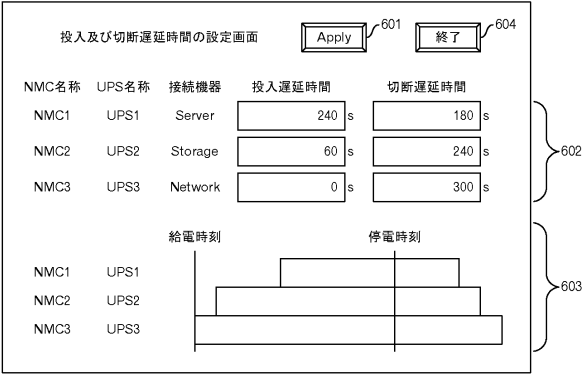 投入及び切断遅延時間の設定画面 Apply 601 終了 604
NMC名称 UPS名称 接続機器 投入遅延時間 切断遅延時間
NMC1 UPS1 Server 240 s 180 s
NMC2 UPS2 Storage 60 s 240 s
602
NMC3 UPS3 Network 0 s 300 s
給電時刻 停電時刻
NMC1 UPS1
603
NMC2 UPS2
NMC3 UPS3